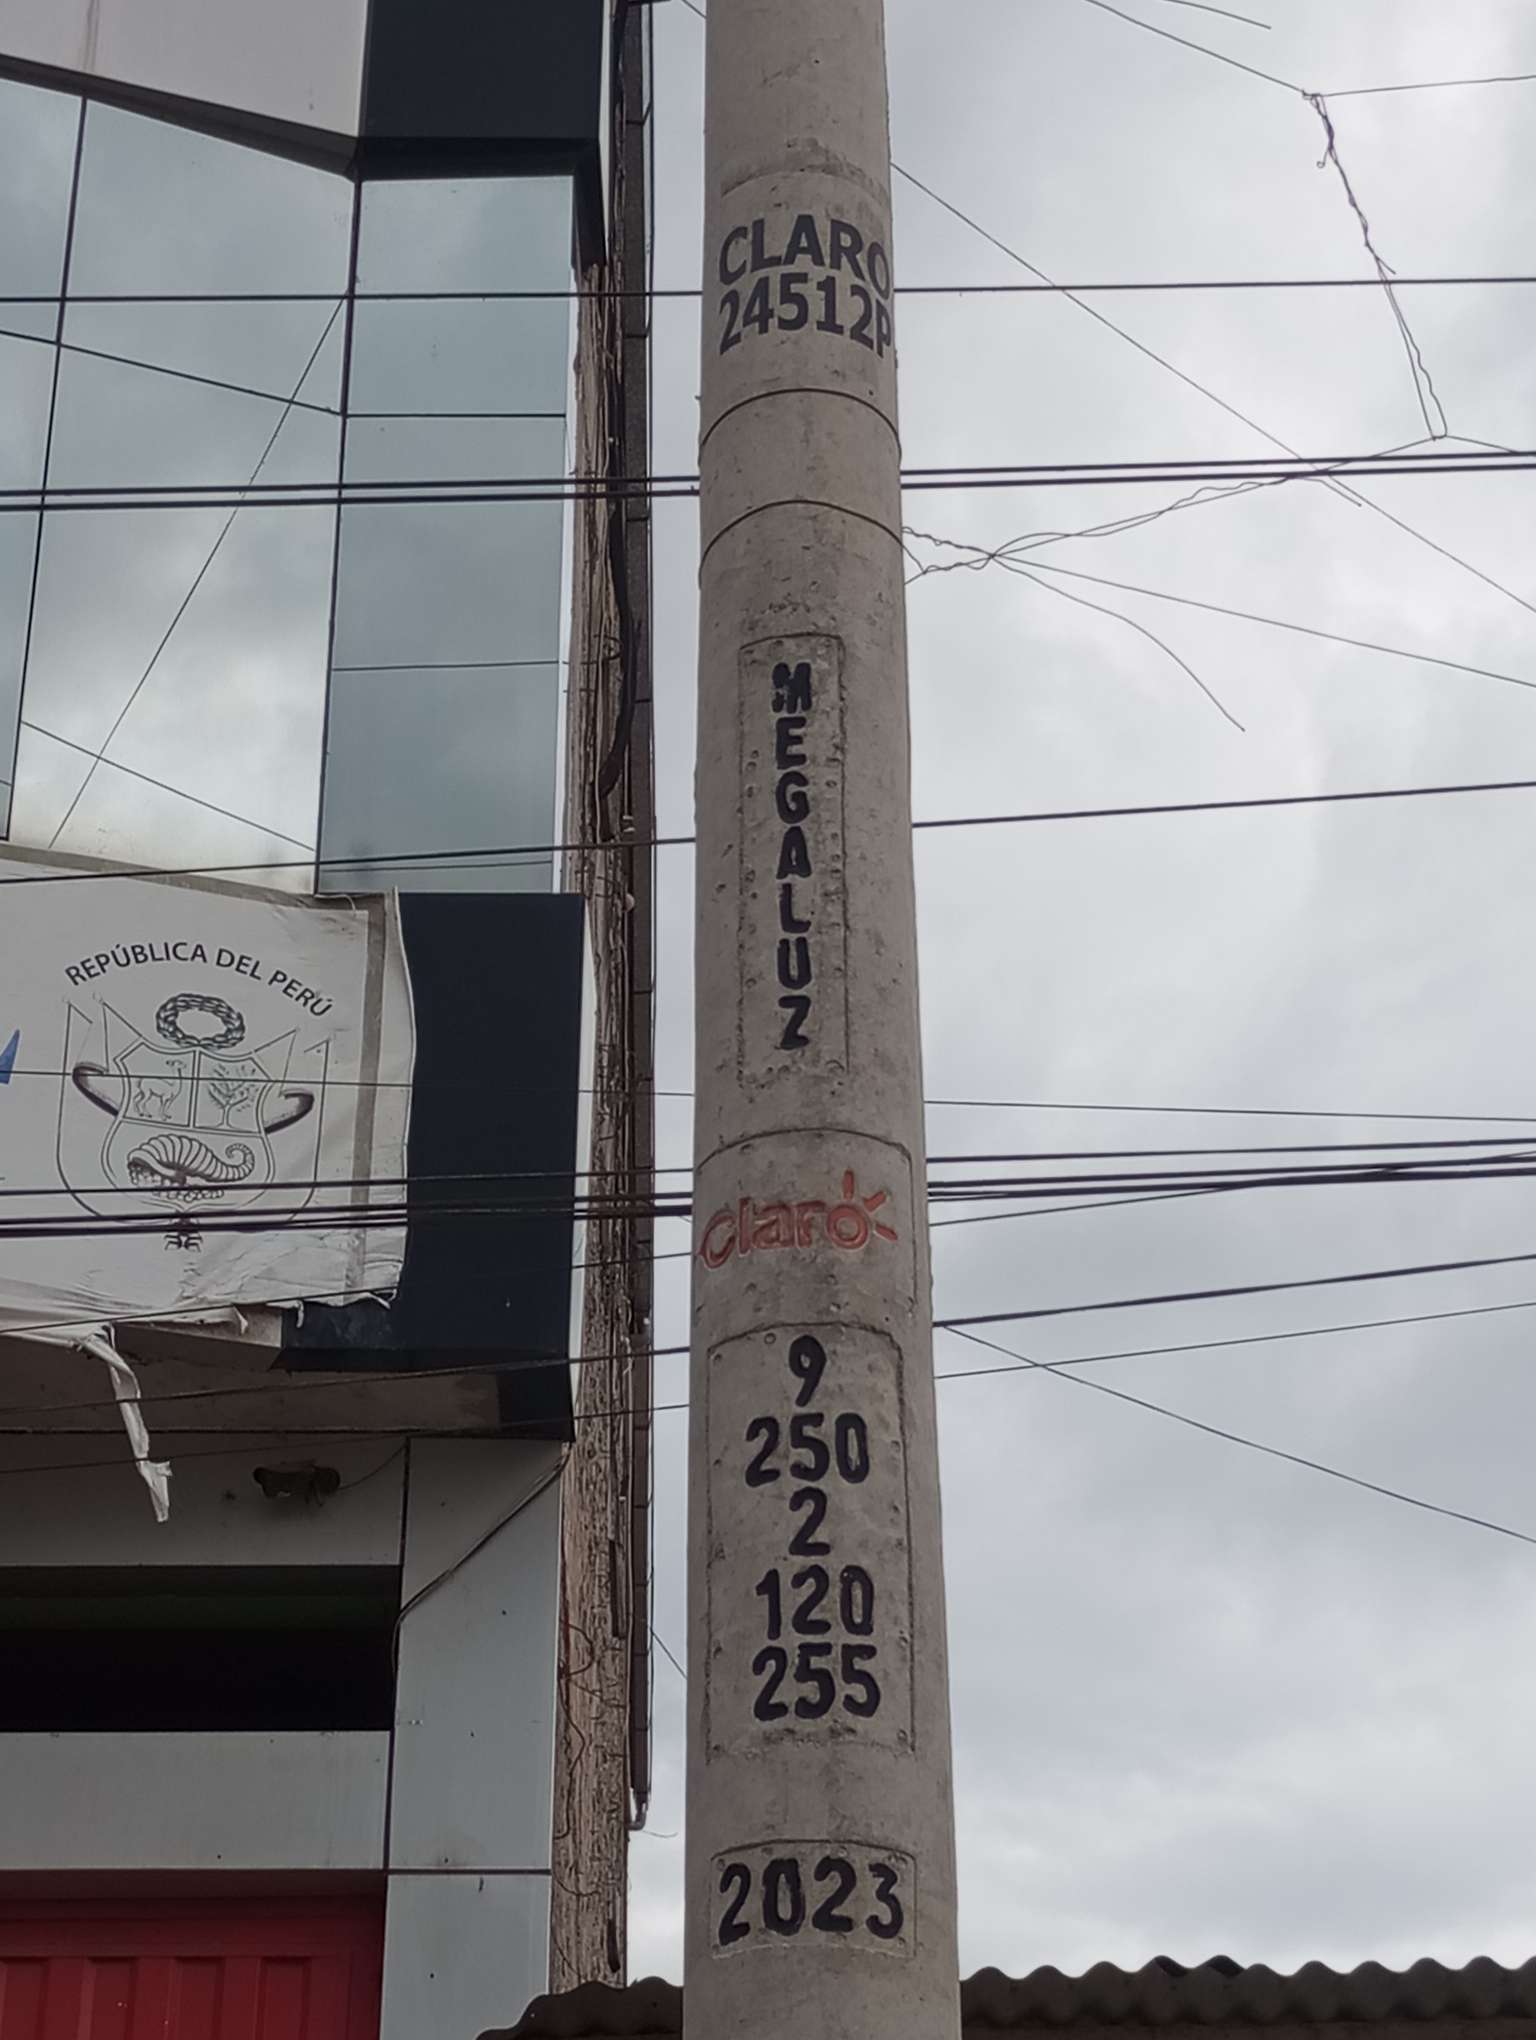 CLARO
24512P
MEGALUZ
REPÚBLICA DEL PERÚ
claro
9
250
2
120
255
2023